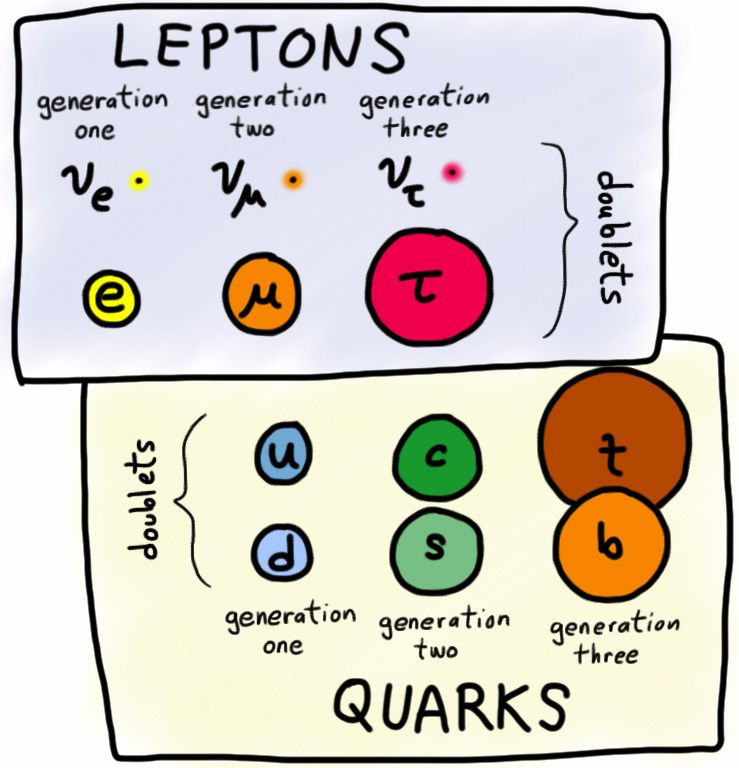 LEPTONS
generation one
generation two
generation three
νe
νμ
ντ
e
μ
τ
doublets
doublets
u
c
t
d
s
b
generation one
generation two
generation three
QUARKS